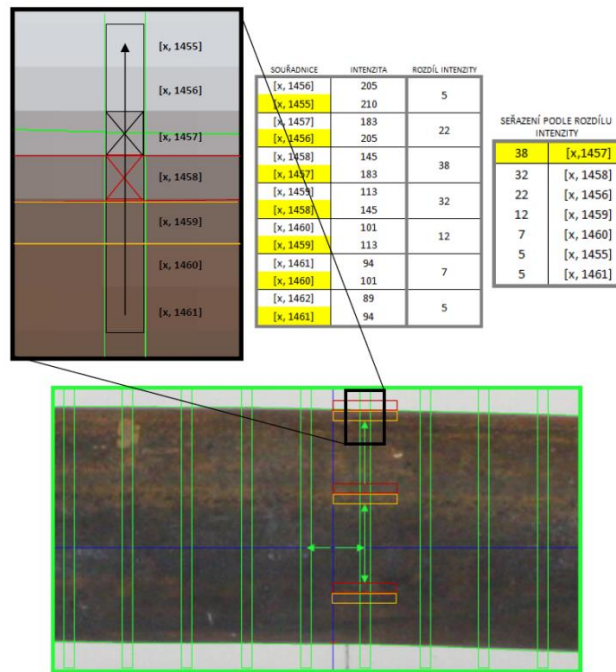 [x, 1455]
[x, 1456]
[x, 1457]
[x, 1458]
[x, 1459]
[x, 1460]
[x, 1461]
SOUŘADNICE INTENZITA ROZDÍL INTENZITY
[x, 1456] 205
5
[x, 1455] 210
[x, 1457] 183
22
[x, 1456] 205
[x, 1458] 145
38
[x, 1457] 183
[x, 1459] 113
32
[x, 1458] 145
[x, 1460] 101
12
[x, 1459] 113
[x, 1461] 94
7
[x, 1460] 101
[x, 1462] 89
5
[x, 1461] 94
SEŘAZENÍ PODLE ROZDÍLU
INTENZITY
38 [x,1457]
32 [x, 1458]
22 [x, 1456]
12 [x, 1459]
7 [x, 1460]
5 [x, 1455]
5 [x, 1461]